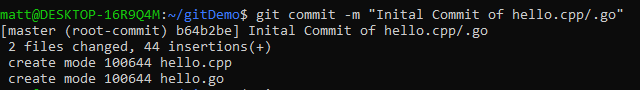 matt@DESKTOP-16R9Q4M:~/gitDemo$ git commit -m "Inital Commit of hello.cpp/.go"
[master (root-commit) b64b2be] Inital Commit of hello.cpp/.go
 2 files changed, 44 insertions(+)
 create mode 100644 hello.cpp
 create mode 100644 hello.go